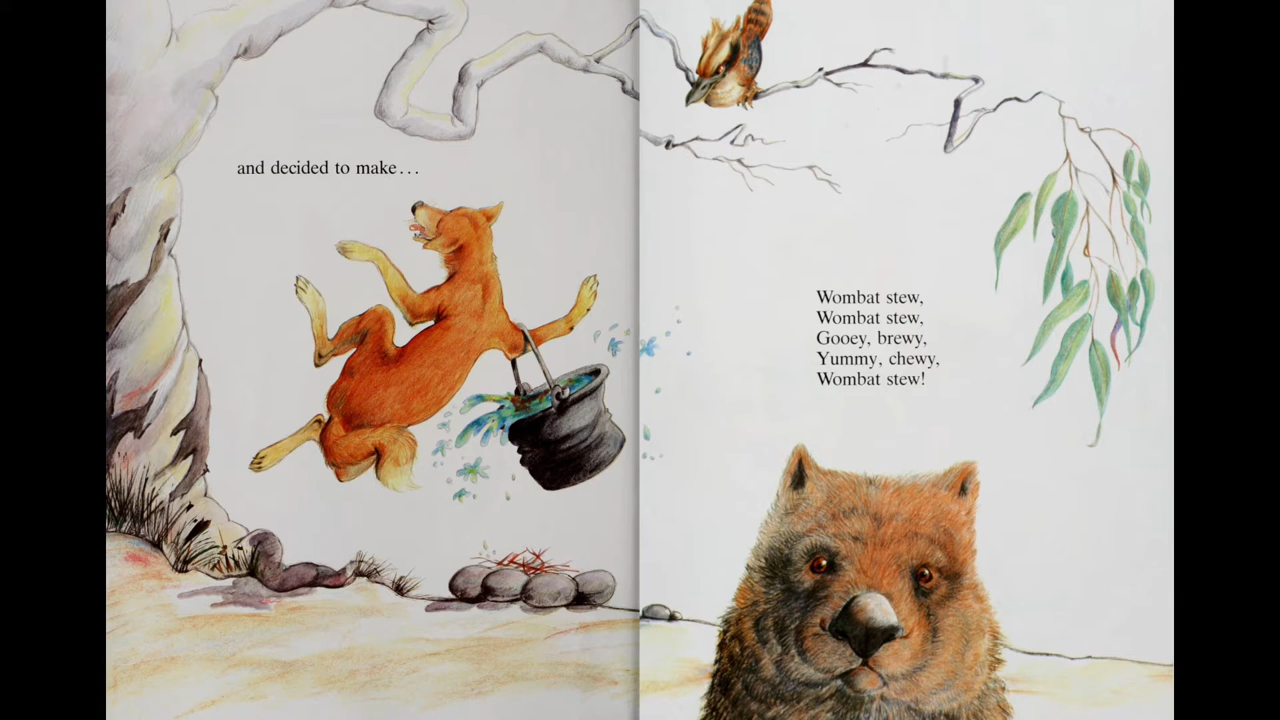 and decided to make...
Wombat stew,
Wombat stew,
Gooey, brewy,
Yummy, chewy,
Wombat stew!